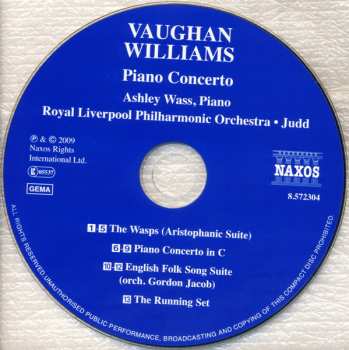 VAUGHAN
WILLIAMS
Piano Concerto
Ashley Wass, Piano
Royal Liverpool Philharmonic Orchestra • Judd
℗ & © 2009
Naxos Rights
International Ltd.
GEMA
NAXOS
8.572304
1-5 The Wasps (Aristophanic Suite)
6-9 Piano Concerto in C
10-12 English Folk Song Suite
(orch. Gordon Jacob)
13 The Running Set
ALL RIGHTS RESERVED. UNAUTHORISED PUBLIC PERFORMANCE, BROADCASTING AND COPYING OF THIS COMPACT DISC PROHIBITED.